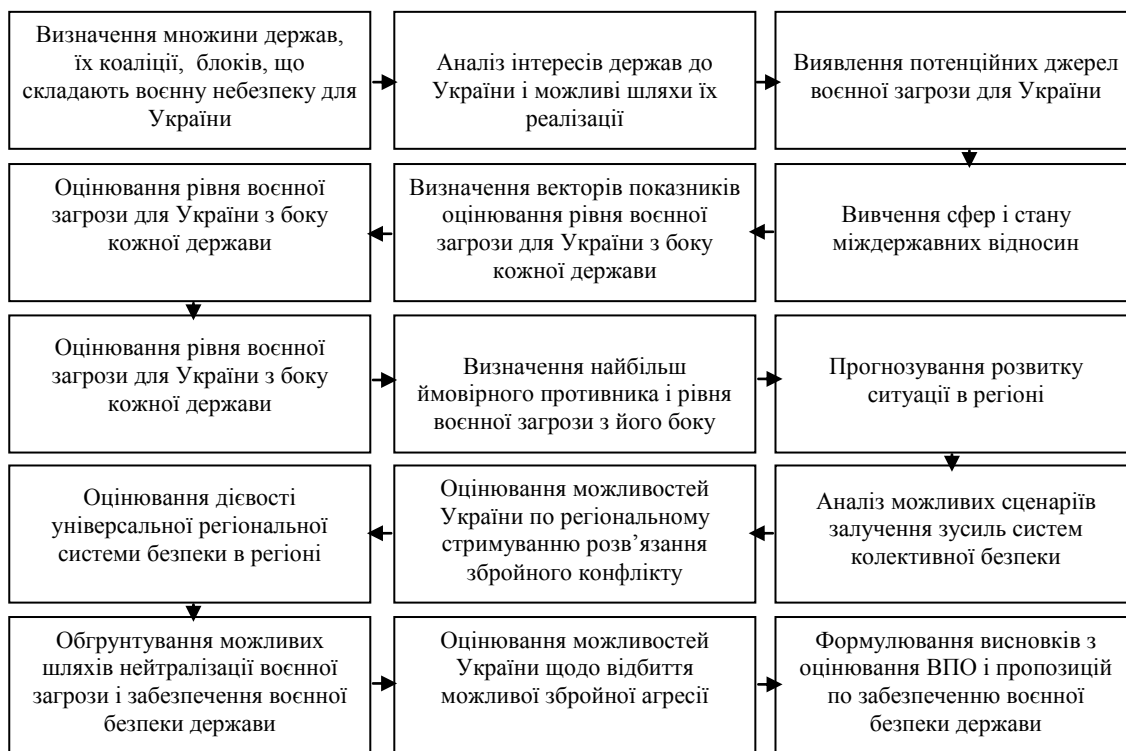 Визначення множини держав,
їх коаліції, блоків, що
складають воєнну небезпеку для
України
Аналіз інтересів держав до
України і можливі шляхи їх
реалізації
Виявлення потенційних джерел
воєнної загрози для України
Оцінювання рівня воєнної
загрози для України з боку
кожної держави
Визначення векторів показників
оцінювання рівня воєнної
загрози для України з боку
кожної держави
Вивчення сфер і стану
міждержавних відносин
Оцінювання рівня воєнної
загрози для України з боку
кожної держави
Визначення найбільш
ймовірного противника і рівня
воєнної загрози з його боку
Прогнозування розвитку
ситуації в регіоні
Оцінювання дієвості
універсальної регіональної
системи безпеки в регіоні
Оцінювання можливостей
України по регіональному
стримуванню розв’язання
збройного конфлікту
Аналіз можливих сценаріїв
залучення зусиль систем
колективної безпеки
Обгрунтування можливих
шляхів нейтралізації воєнної
загрози і забезпечення воєнної
безпеки держави
Оцінювання можливостей
України щодо відбиття
можливої збройної агресії
Формулювання висновків з
оцінювання ВПО і пропозицій
по забезпеченню воєнної
безпеки держави